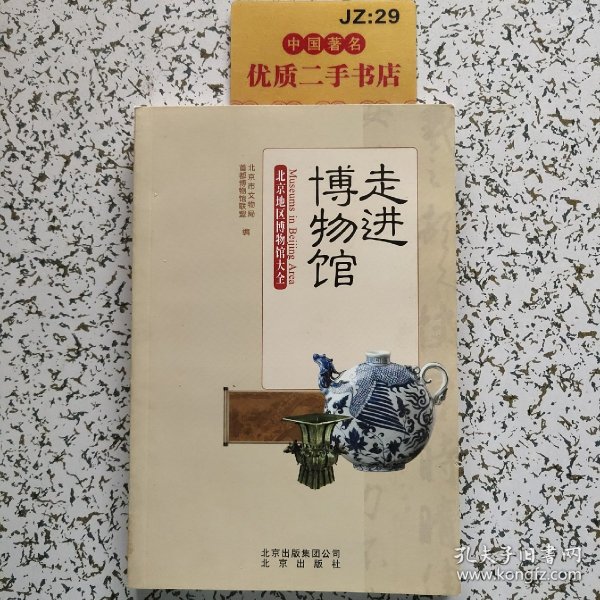 JZ:29
中国著名
优质二手书店
走进
博物馆
Museums in Beijing Area
北京地区博物馆大全
北京市文物局
首都博物馆联盟
编
北京出版集团公司
北京出版社
孔夫子旧书网
www.kongfz.com